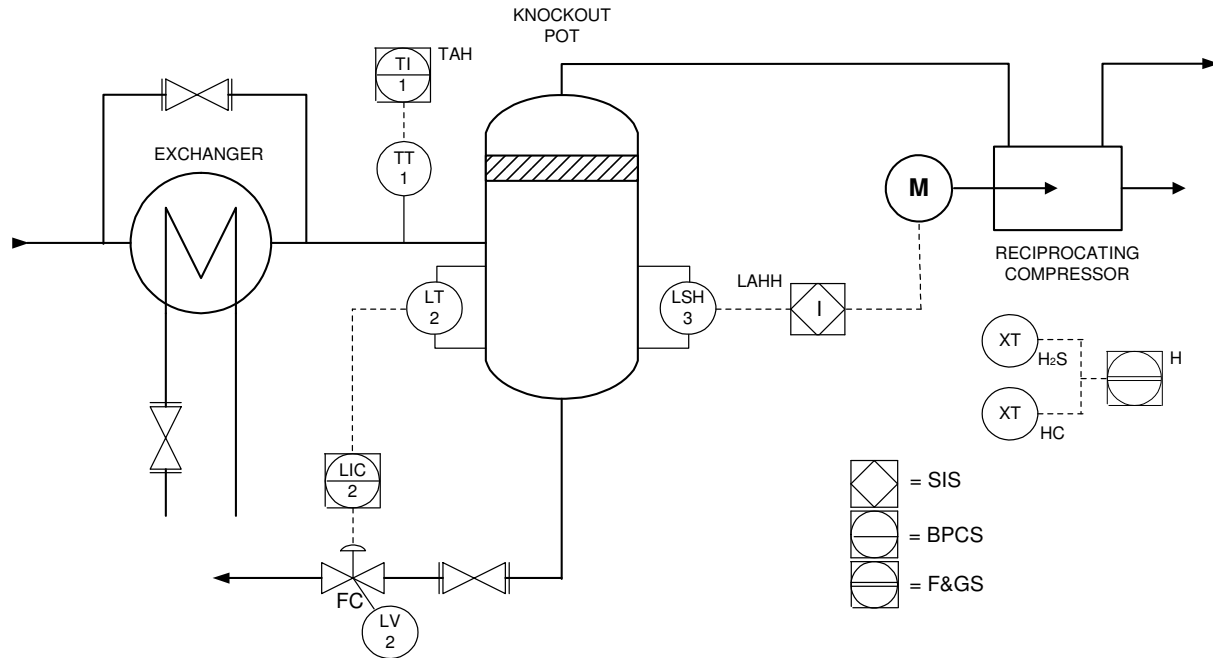 KNOCKOUT
POT
TAH
TI
1
TT
1
EXCHANGER
M
RECIPROCATING
COMPRESSOR
LT
2
LSH
3
LAHH
I
XT
H₂S
H
XT
HC
LIC
2
= SIS
= BPCS
= F&GS
FC
LV
2